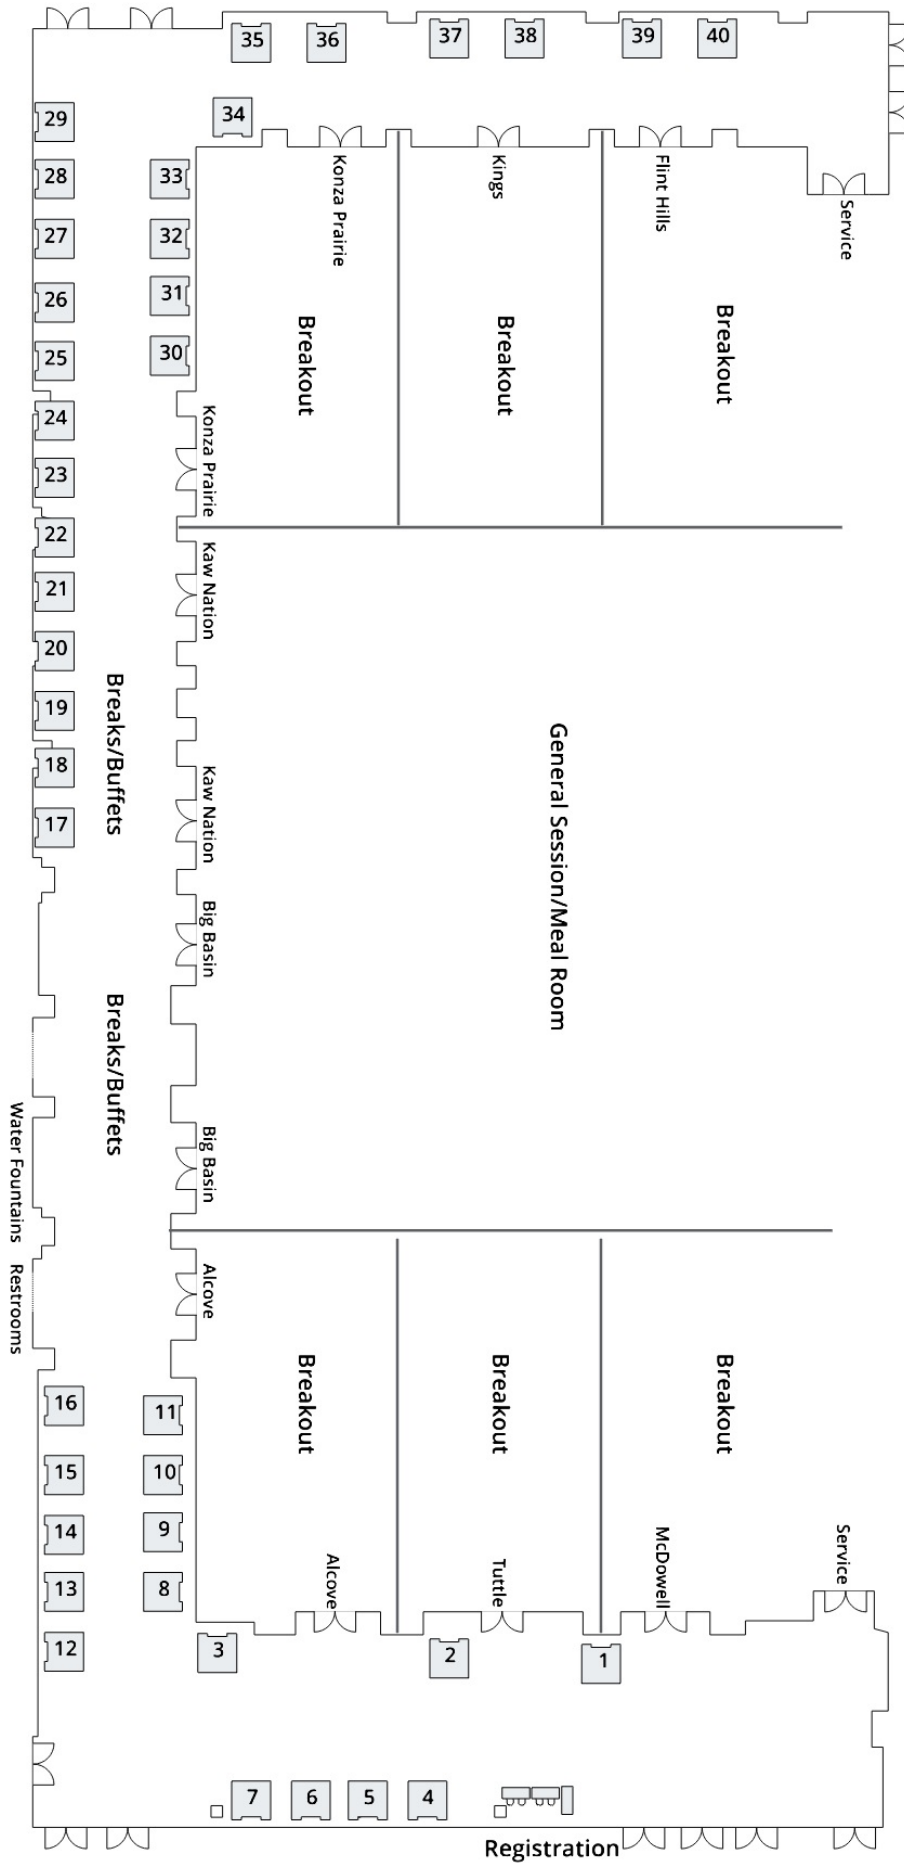 35
36
37
38
39
40
29
34
28
33
27
32
26
31
25
30
24
23
22
21
20
19
18
17
Konza Prairie
Kings
Flint Hills
Service
Breakout
Breakout
Breakout
Konza Prairie
Kaw Nation
Breaks/Buffets
Kaw Nation
General Session/Meal Room
Big Basin
Breaks/Buffets
Water Fountains
Big Basin
Restrooms
Alcove
Breakout
Breakout
Breakout
16
11
15
10
14
9
13
8
12
Alcove
Tuttle
McDowell
Service
3
2
1
7
6
5
4
Registration